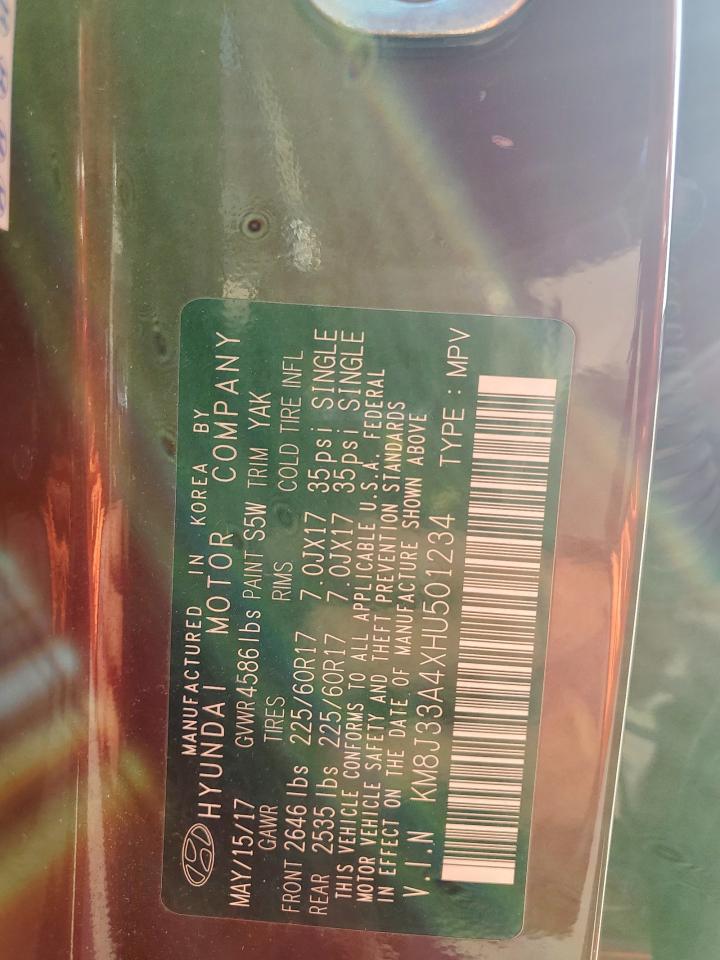 MANUFACTURED IN KOREA BY
HYUNDAI MOTOR COMPANY
MAY/15/17 GVWR4586lbs PAINT S5W TRIM YAK
GAWR TIRES RIMS COLD TIRE INFL
FRONT 2646 lbs 225/60R17 7.0JX17 35psi SINGLE
REAR 2535 lbs 225/60R17 7.0JX17 35psi SINGLE
THIS VEHICLE CONFORMS TO ALL APPLICABLE U.S.A. FEDERAL
MOTOR VEHICLE SAFETY AND THEFT PREVENTION STANDARDS
IN EFFECT ON THE DATE OF MANUFACTURE SHOWN ABOVE
V.I.N KM8J33A4XHU501234 TYPE : MPV